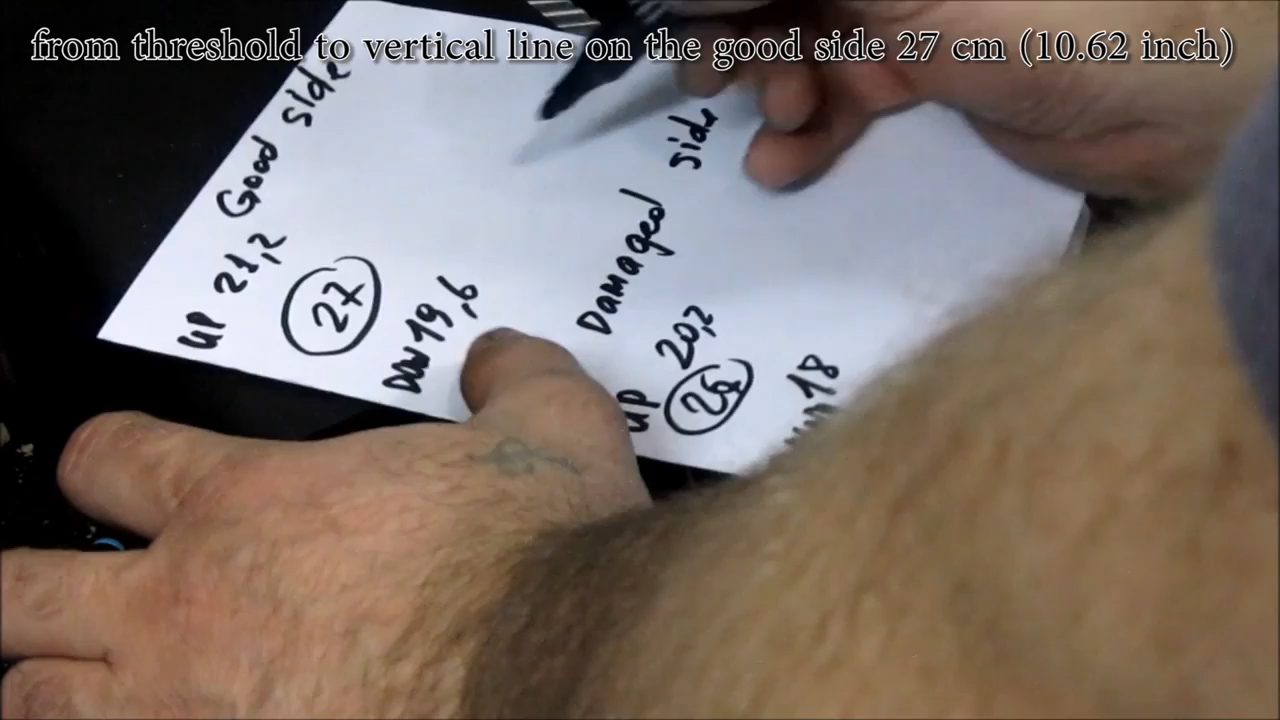 from threshold to vertical line on the good side 27 cm (10.62 inch)
Good side
UP 21,2
27
DOW 19,6
Damaged side
UP 20,2
18